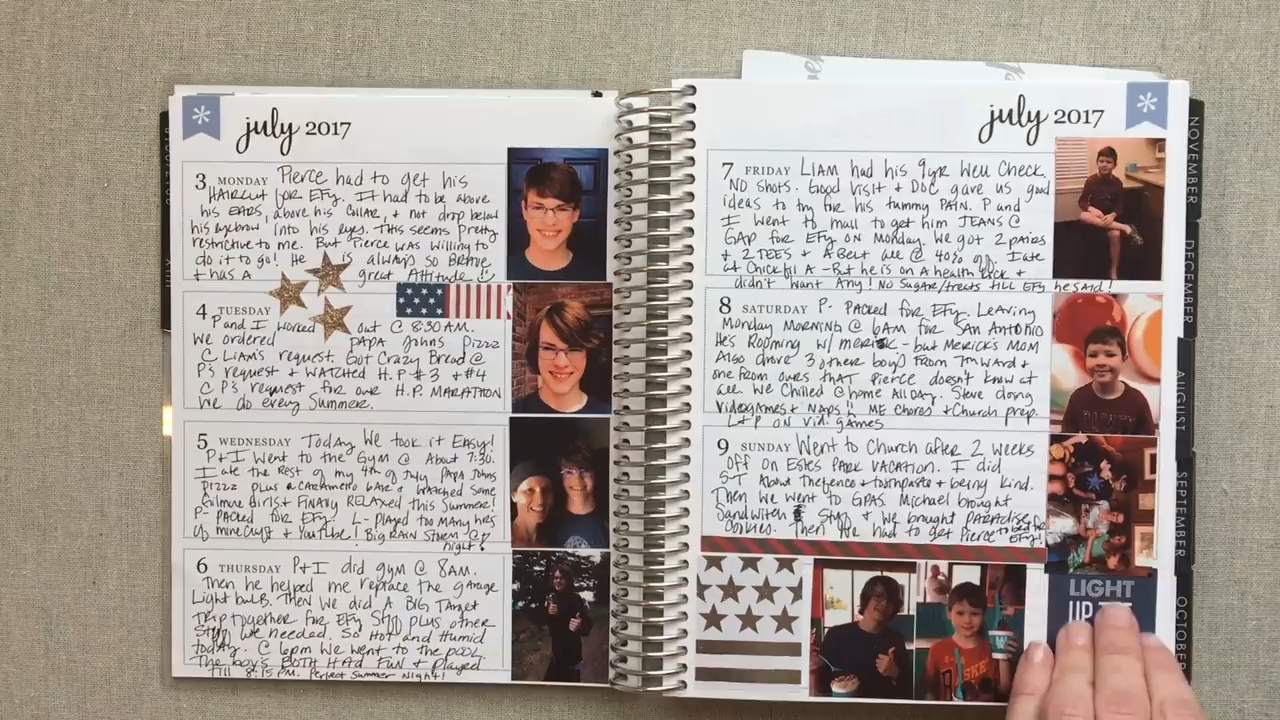 july 2017
3 MONDAY Pierce had to get his
HAIRCUT FOR EFY. IT HAD TO BE ABOVE
his EARS, above his COLLAR, + not drop below
his eyebrow into his eyes. This seems pretty
restrictive to me. But Pierce was willing to
do it to go! He is always so BRAVE
+ has A great Attitude
4 TUESDAY
P and I worked out @ 8:30 AM.
We ordered PAPA Johns Pizza
@ LIAM'S request. Got Crazy Bread @
P's request + WATCHED H.P. #3 + #4
@ P's request for our H.P. MARATHON
We do every Summer.
5 WEDNESDAY Today We took it Easy!
P+I Went to the Gym @ About 7:30.
I ate the REST of my 4th of July PAPA Johns
Pizza plus A CARAMELO BAR + WATCHED Some
Gilmore Girls + FINALLY RELAXED this Summer!
P- PACKED for EFY. L- PLAYED TOO MANY hrs
of minecraft + YouTube! Big RAIN Storm @
night!
6 THURSDAY P+I did gym @ 8AM.
Then he helped me replace the garage
Light bulb. Then We did A BIG Target
Trip together for EFy Stuff plus other
Stuff we needed. So Hot and Humid
today. @ 6pm We went to the pool
The boys BOTH HAd Fun + played
till 8:15 PM. Perfect Summer Night!
july 2017
7 FRIDAY LIAM had his 9yr Well Check.
NO shots. Good Visit + DOC gave us good
ideas to try for his tummy PAIN. P and
I went to mall to get him JEANS @
GAP for EFY ON Monday. We got 2 pairs
+ 2 TEES + A Belt all @ 40% off. I ate
at Chickfil A - But he is on A health kick +
didn't want Any! NO Sugar/treats till EFY he SAID!
8 SATURDAY P- PACKED for EFY. Leaving
Monday MORNING @ 6AM for SAN ANTONIO
He's Rooming w/ merick - but MERICK'S MOM
Also drove 3 other boys FROM 7th WARD +
one from ours that Pierce doesn't know at
all. We Chilled @ home All DAY. Steve doing
Videogames + NAPS!! ME Chores + Church prep.
L+P ON vid. games
9 SUNDAY Went to Church after 2 weeks
off on Estes PARK VACATION. I did
S-T About The fence + toothpaste + being kind.
Then we went to GPAS. Michael brought
Sandwitch Stuff + We brought PARADISE
Cookies. Then We had to get Pierce to bed for
EFY!
LIGHT
UP
NOVEMBER
DECEMBER
AUGUST
SEPTEMBER
OCTOBER